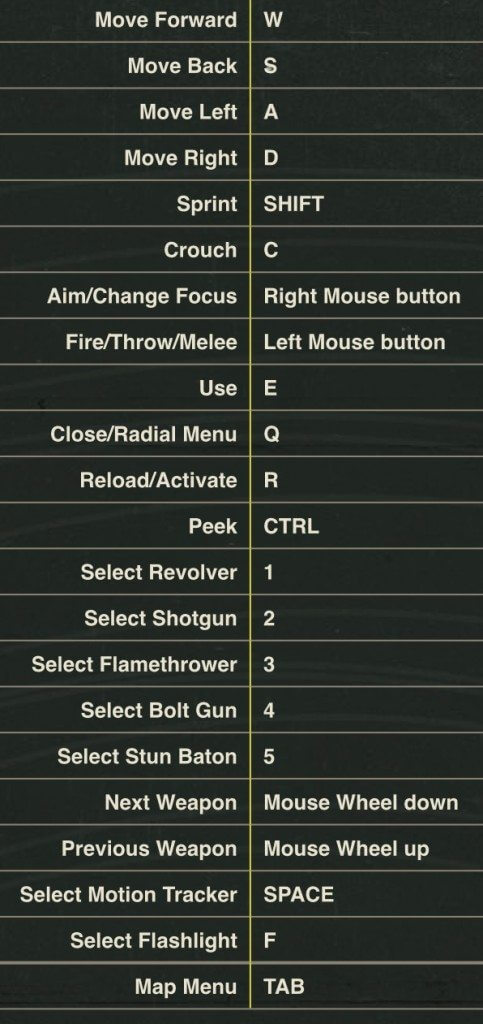 Move Forward W
Move Back S
Move Left A
Move Right D
Sprint SHIFT
Crouch C
Aim/Change Focus Right Mouse button
Fire/Throw/Melee Left Mouse button
Use E
Close/Radial Menu Q
Reload/Activate R
Peek CTRL
Select Revolver 1
Select Shotgun 2
Select Flamethrower 3
Select Bolt Gun 4
Select Stun Baton 5
Next Weapon Mouse Wheel down
Previous Weapon Mouse Wheel up
Select Motion Tracker SPACE
Select Flashlight F
Map Menu TAB